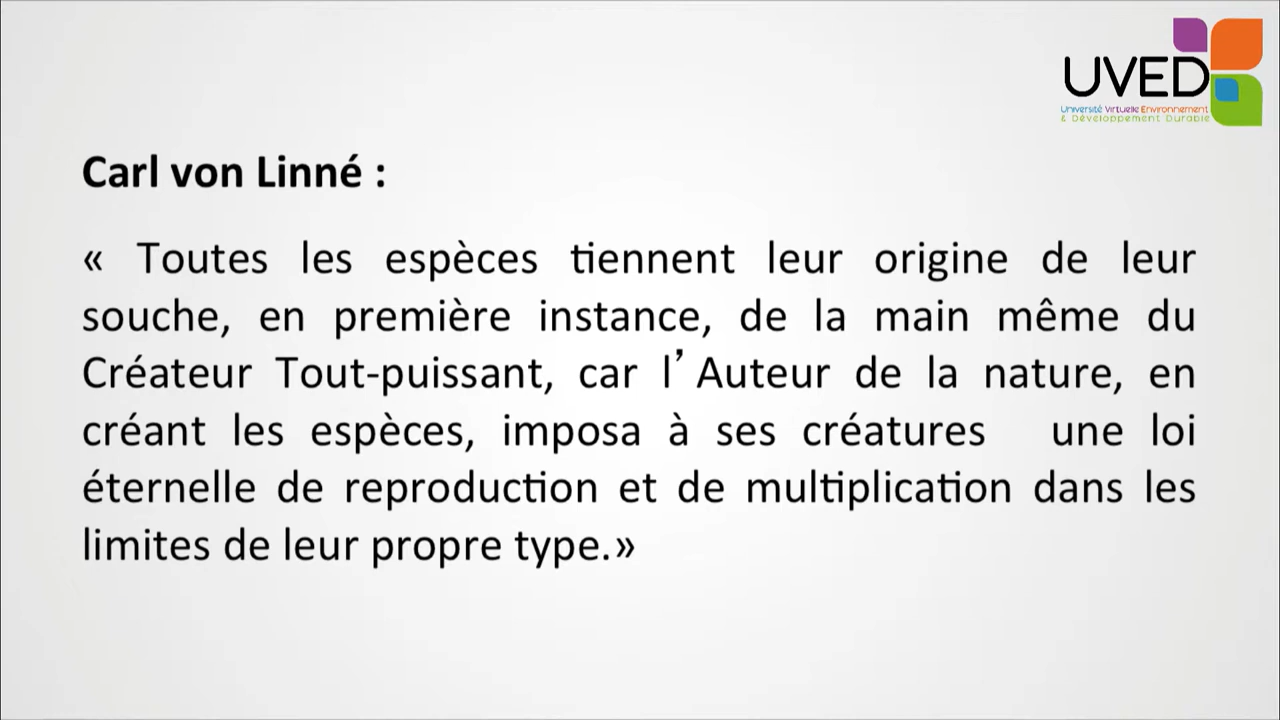 UVED
Université Virtuelle Environnement
& Développement Durable
Carl von Linné :
« Toutes les espèces tiennent leur origine de leur
souche, en première instance, de la main même du
Créateur Tout-puissant, car l’Auteur de la nature, en
créant les espèces, imposa à ses créatures une loi
éternelle de reproduction et de multiplication dans les
limites de leur propre type.»